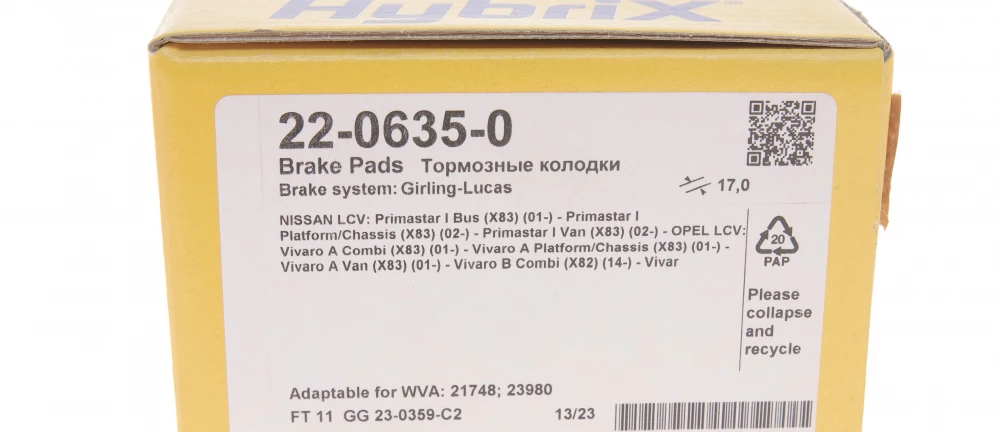 HybriX®
22-0635-0
Brake Pads Тормозные колодки
Brake system: Girling-Lucas
17,0
NISSAN LCV: Primastar I Bus (X83) (01-) - Primastar I
Platform/Chassis (X83) (02-) - Primastar I Van (X83) (02-) - OPEL LCV:
Vivaro A Combi (X83) (01-) - Vivaro A Platform/Chassis (X83) (01-) -
Vivaro A Van (X83) (01-) - Vivaro B Combi (X82) (14-) - Vivar
20
PAP
Please
collapse
and
recycle
Adaptable for WVA: 21748; 23980
FT 11 GG 23-0359-C2 13/23